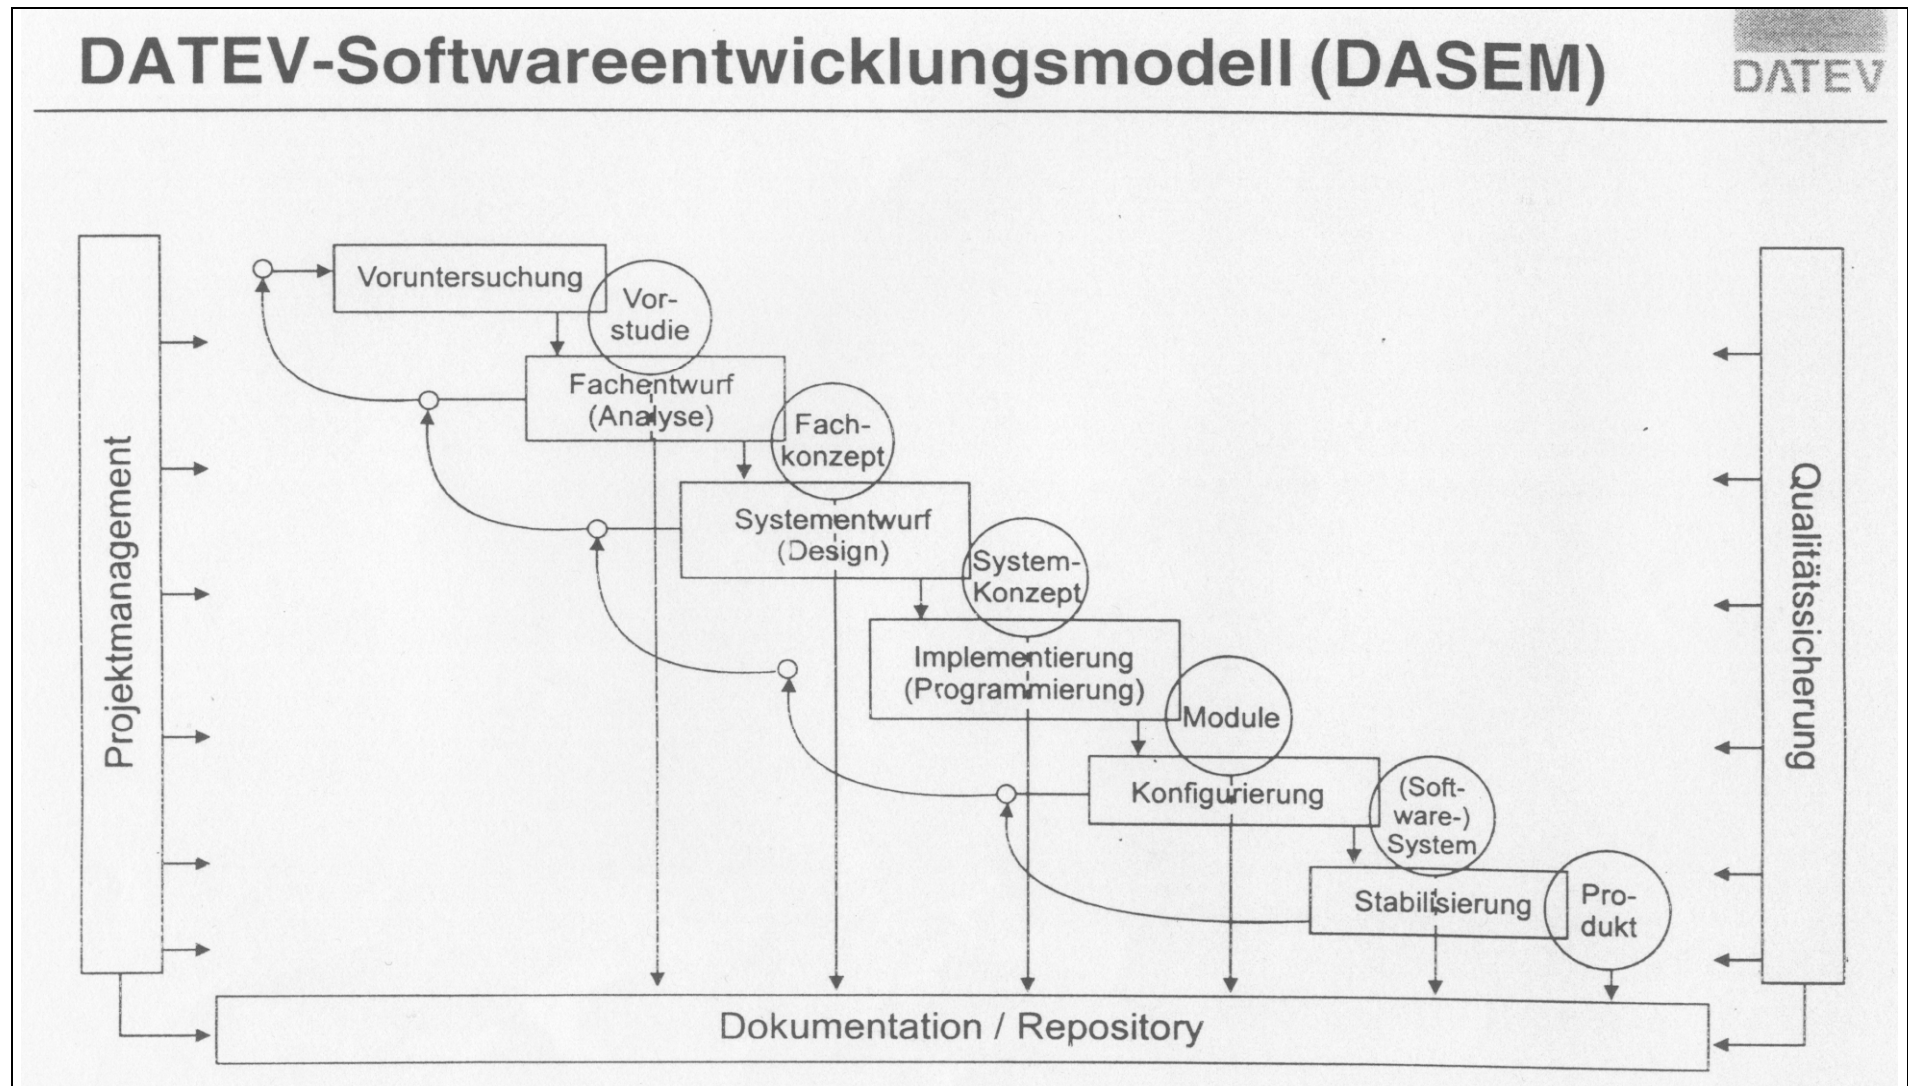 DATEV-Softwareentwicklungsmodell (DASEM)
DATEV
Voruntersuchung
Vor-
studie
Fachentwurf
(Analyse)
Fach-
konzept
Systementwurf
(Design)
System-
Konzept
Implementierung
(Programmierung)
Module
Konfigurierung
(Soft-
ware-)
System
Stabilisierung
Pro-
dukt
Projektmanagement
Qualitätssicherung
Dokumentation / Repository